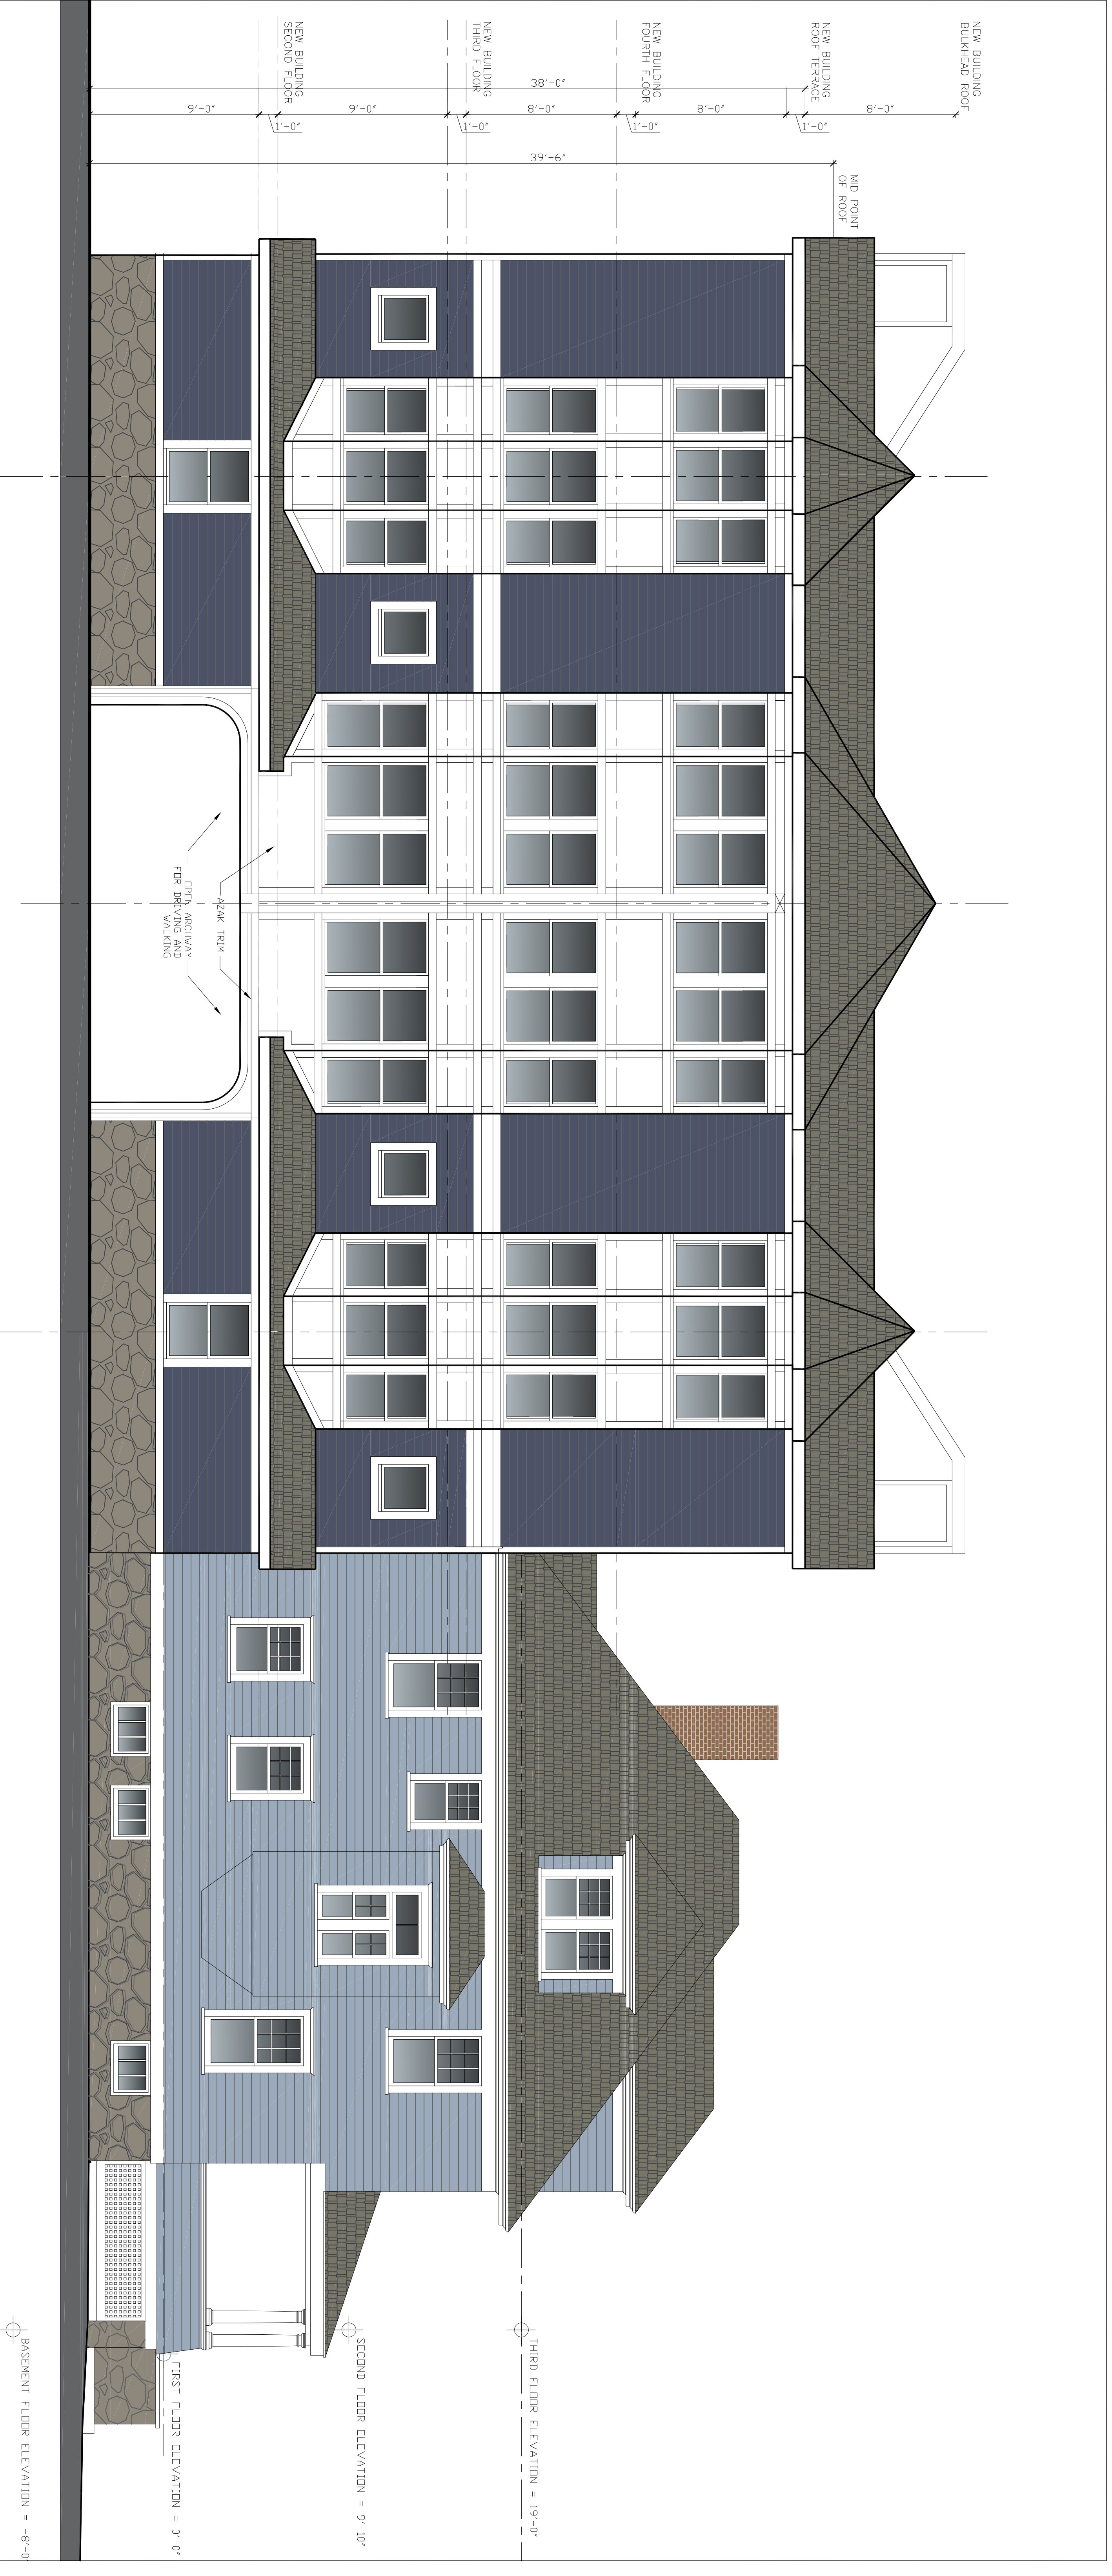 NEW BUILDING
BULKHEAD ROOF
8'-0"
NEW BUILDING
ROOF TERRACE
1'-0"
MID POINT
OF ROOF
8'-0"
NEW BUILDING
FOURTH FLOOR
1'-0"
38'-0"
8'-0"
39'-6"
NEW BUILDING
THIRD FLOOR
1'-0"
9'-0"
NEW BUILDING
SECOND FLOOR
1'-0"
9'-0"
AZAK TRIM
OPEN ARCHWAY
FOR DRIVING AND
WALKING
THIRD FLOOR ELEVATION = 19'-0"
SECOND FLOOR ELEVATION = 9'-10"
FIRST FLOOR ELEVATION = 0'-0"
BASEMENT FLOOR ELEVATION = -8'-0